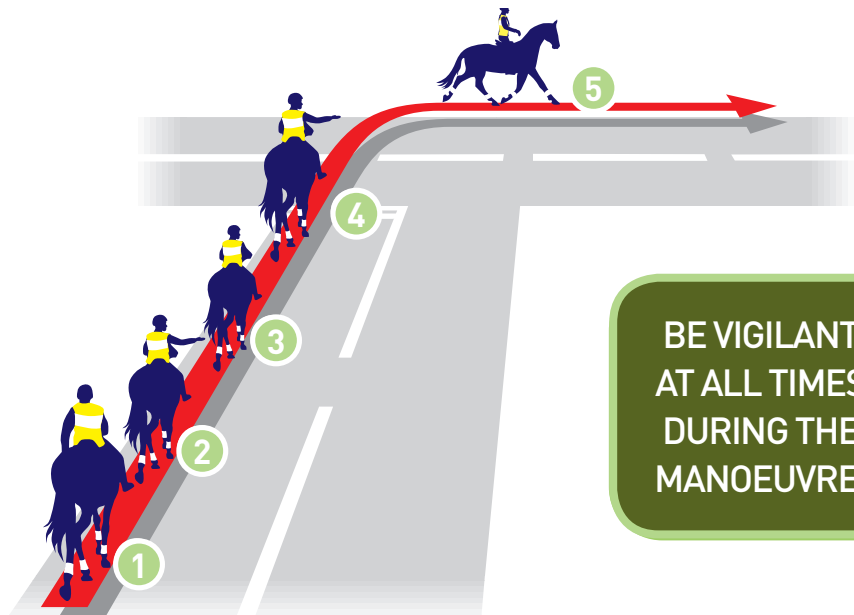 5
4
3
2
1
BE VIGILANT
AT ALL TIMES
DURING THE
MANOEUVRE